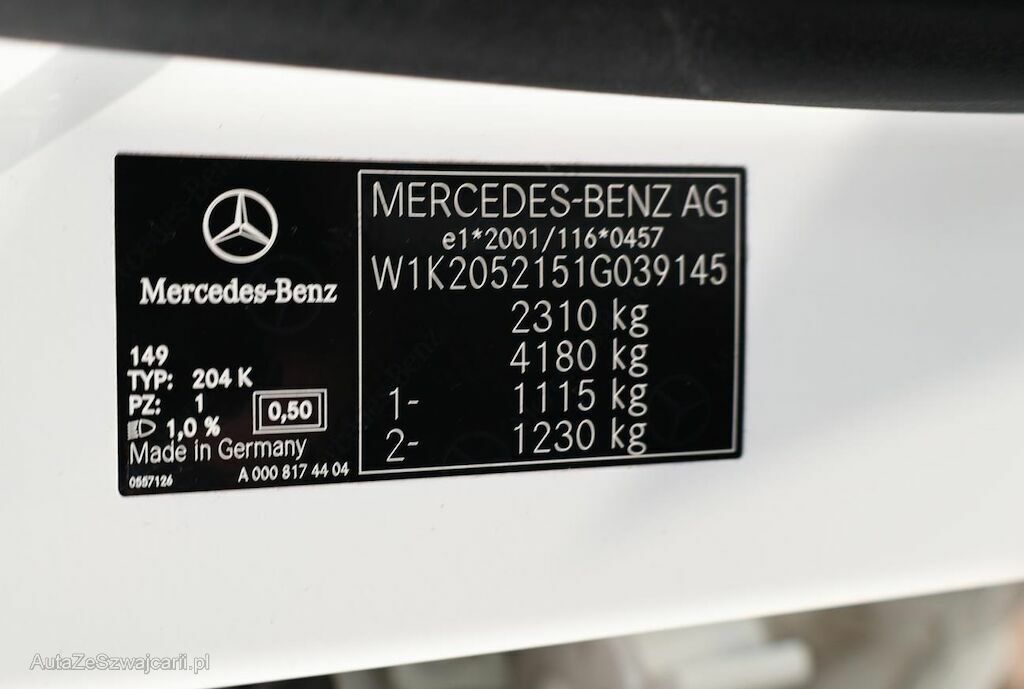 Mercedes-Benz
149
TYP: 204 K
PZ: 1
1,0 %
0,50
Made in Germany
0557126
A 000 817 44 04
MERCEDES-BENZ AG
e1*2001/116*0457
W1K2052151G039145
2310 kg
4180 kg
1- 1115 kg
2- 1230 kg
AutaZeSzwajcarii.pl